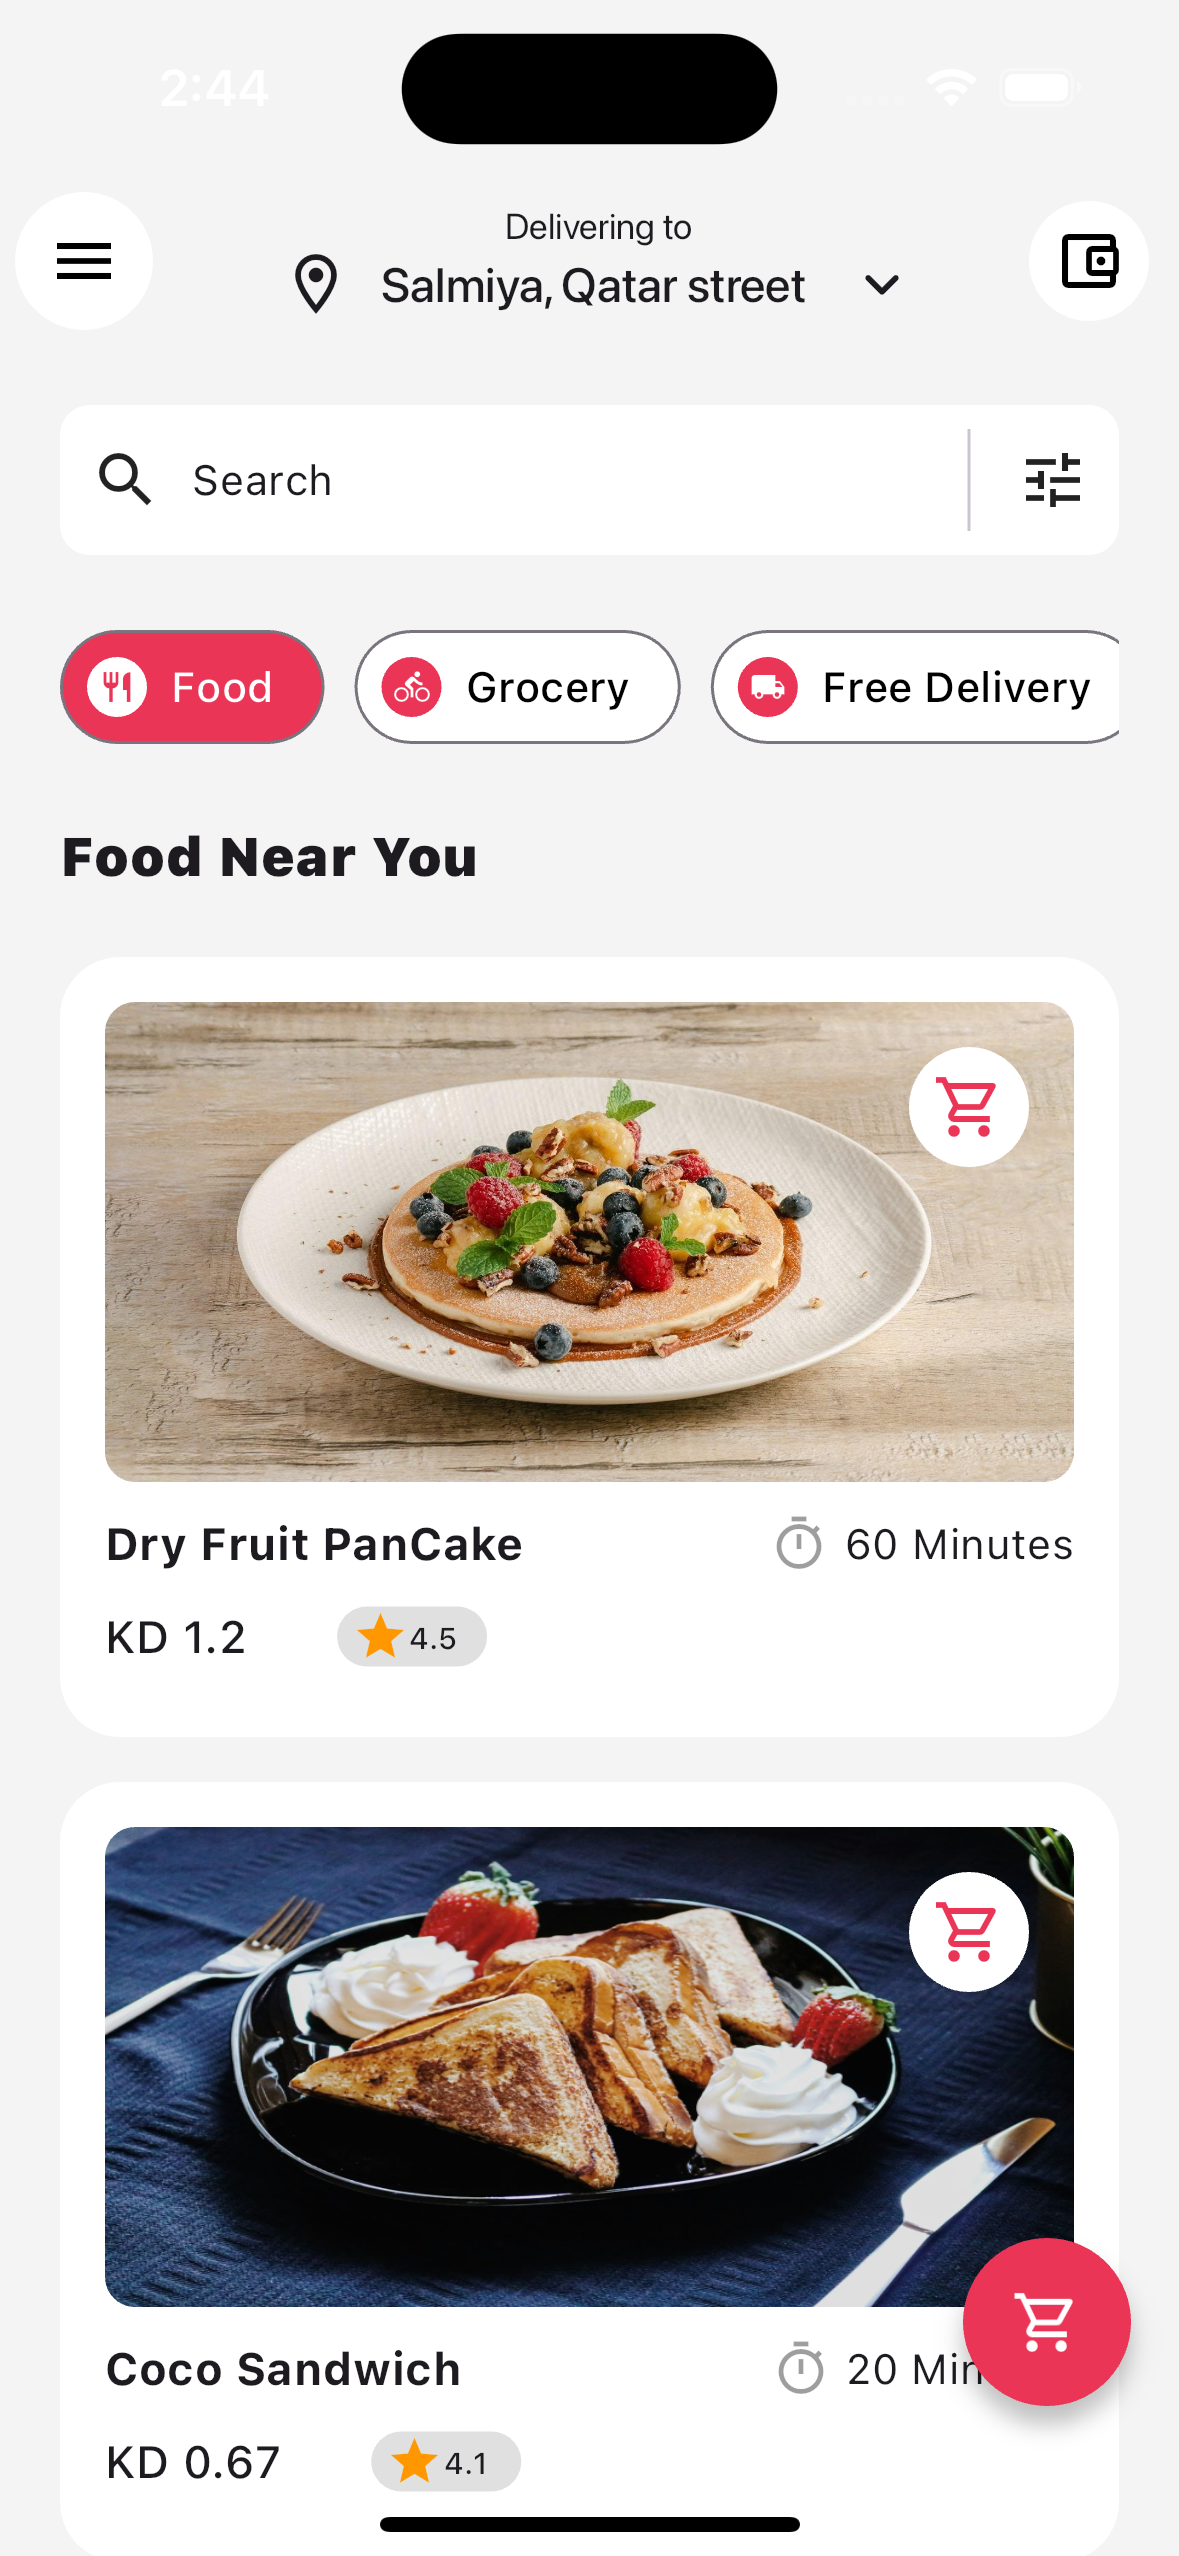 2:44
Delivering to
Salmiya, Qatar street
Search
Food
Grocery
Free Delivery
Food Near You
Dry Fruit PanCake
60 Minutes
KD 1.2
4.5
Coco Sandwich
20 Min
KD 0.67
4.1